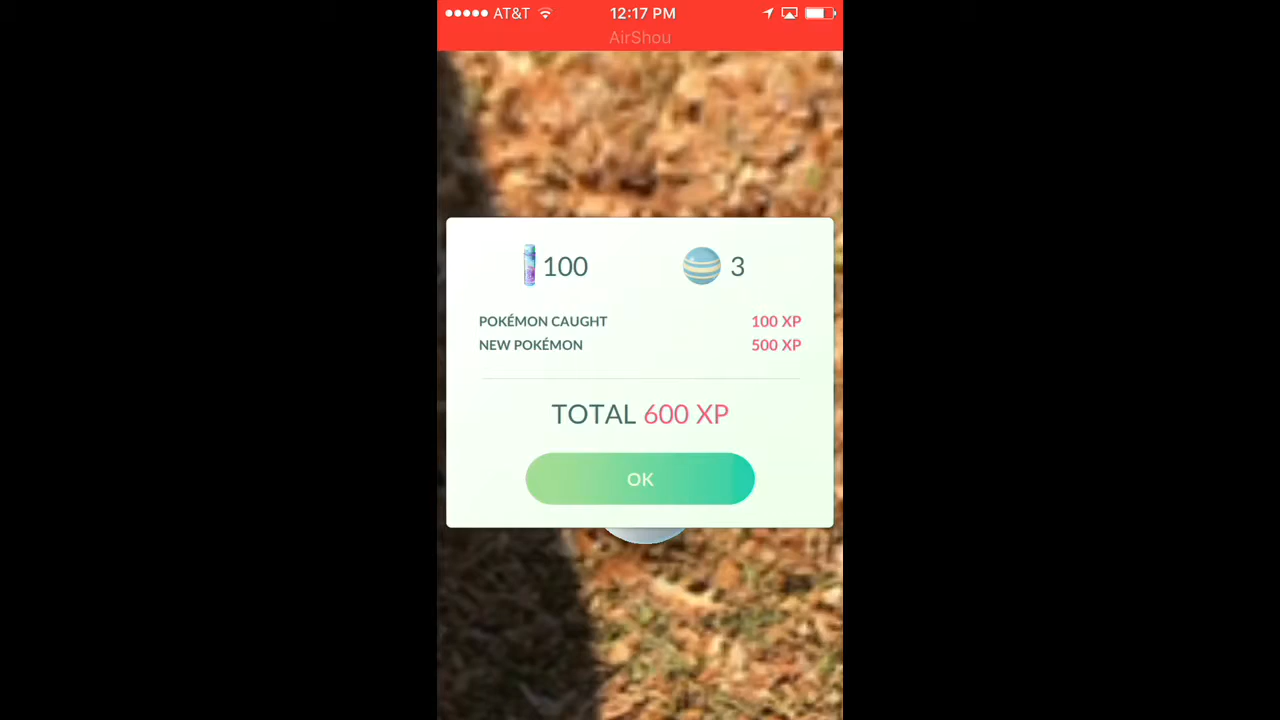 AT&T 12:17 PM
AirShou
100 3
POKÉMON CAUGHT 100 XP
NEW POKÉMON 500 XP
TOTAL 600 XP
OK